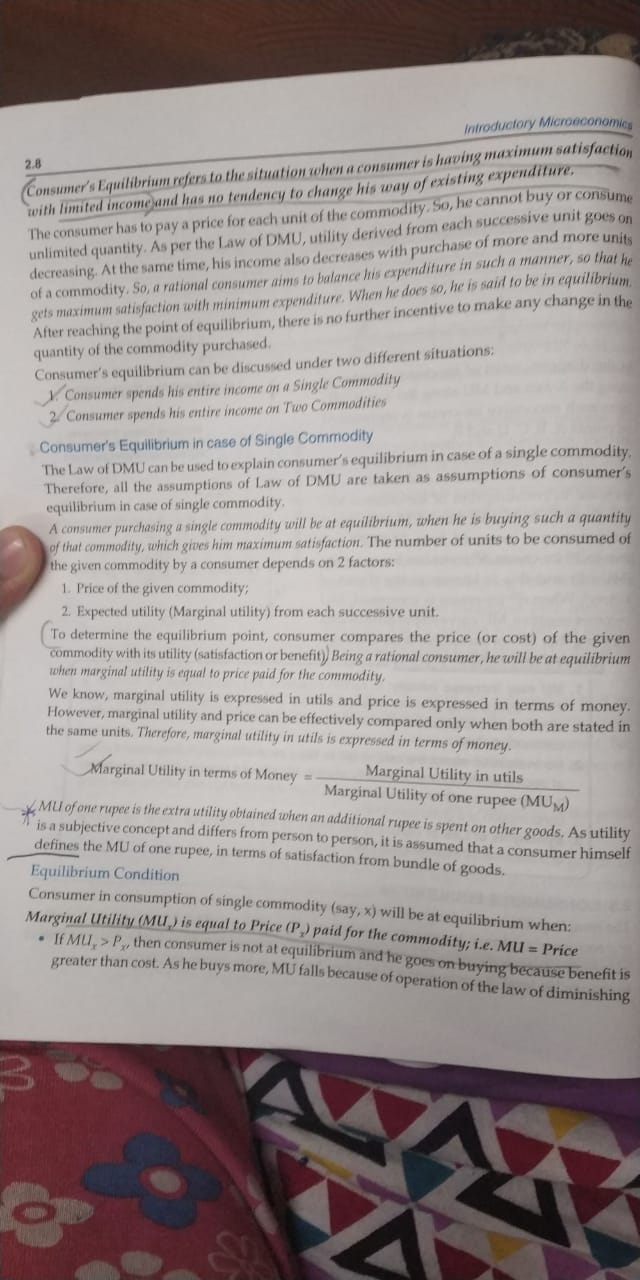 Introductory Microeconomics
2.8
Consumer's Equilibrium refers to the situation when a consumer is having maximum satisfaction
with limited income and has no tendency to change his way of existing expenditure.
The consumer has to pay a price for each unit of the commodity. So, he cannot buy or consume
unlimited quantity. As per the Law of DMU, utility derived from each successive unit goes on
decreasing. At the same time, his income also decreases with purchase of more and more units
of a commodity. So, a rational consumer aims to balance his expenditure in such a manner, so that he
gets maximum satisfaction with minimum expenditure. When he does so, he is said to be in equilibrium.
After reaching the point of equilibrium, there is no further incentive to make any change in the
quantity of the commodity purchased.
Consumer's equilibrium can be discussed under two different situations:
1. Consumer spends his entire income on a Single Commodity
2. Consumer spends his entire income on Two Commodities
Consumer's Equilibrium in case of Single Commodity
The Law of DMU can be used to explain consumer's equilibrium in case of a single commodity.
Therefore, all the assumptions of Law of DMU are taken as assumptions of consumer's
equilibrium in case of single commodity.
A consumer purchasing a single commodity will be at equilibrium, when he is buying such a quantity
of that commodity, which gives him maximum satisfaction. The number of units to be consumed of
the given commodity by a consumer depends on 2 factors:
1. Price of the given commodity;
2. Expected utility (Marginal utility) from each successive unit.
To determine the equilibrium point, consumer compares the price (or cost) of the given
commodity with its utility (satisfaction or benefit). Being a rational consumer, he will be at equilibrium
when marginal utility is equal to price paid for the commodity.
We know, marginal utility is expressed in utils and price is expressed in terms of money.
However, marginal utility and price can be effectively compared only when both are stated in
the same units. Therefore, marginal utility in utils is expressed in terms of money.
Marginal Utility in terms of Money = Marginal Utility in utils
Marginal Utility of one rupee (MU_M)
* MU of one rupee is the extra utility obtained when an additional rupee is spent on other goods. As utility
is a subjective concept and differs from person to person, it is assumed that a consumer himself
defines the MU of one rupee, in terms of satisfaction from bundle of goods.
Equilibrium Condition
Consumer in consumption of single commodity (say, x) will be at equilibrium when:
Marginal Utility (MU_x) is equal to Price (P_x) paid for the commodity; i.e. MU = Price
• If MU_x > P_x, then consumer is not at equilibrium and he goes on buying because benefit is
greater than cost. As he buys more, MU falls because of operation of the law of diminishing